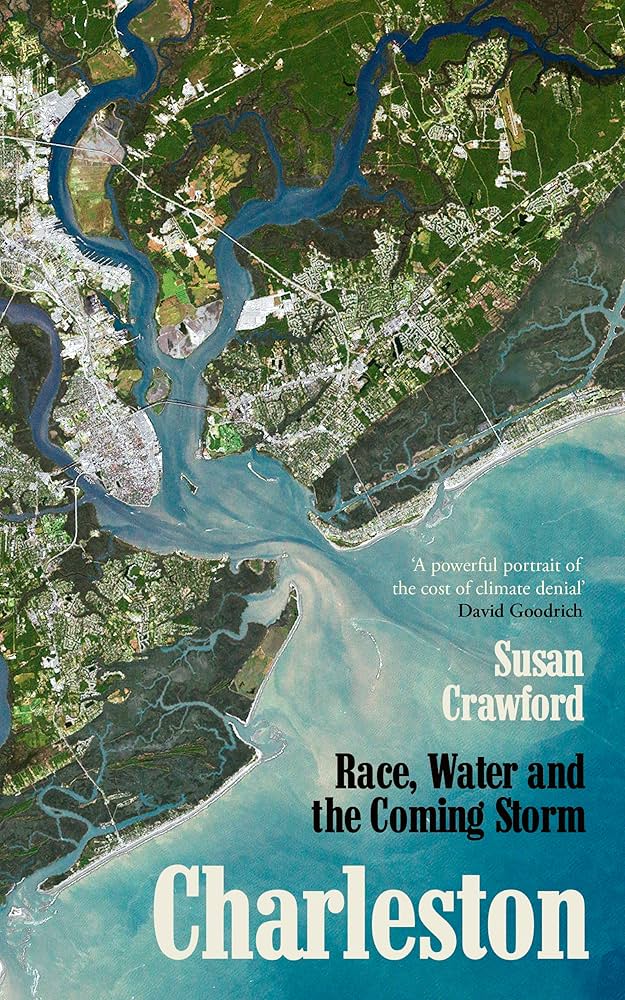 ‘A powerful portrait of
the cost of climate denial’
David Goodrich
Susan
Crawford
Race, Water and
the Coming Storm
Charleston